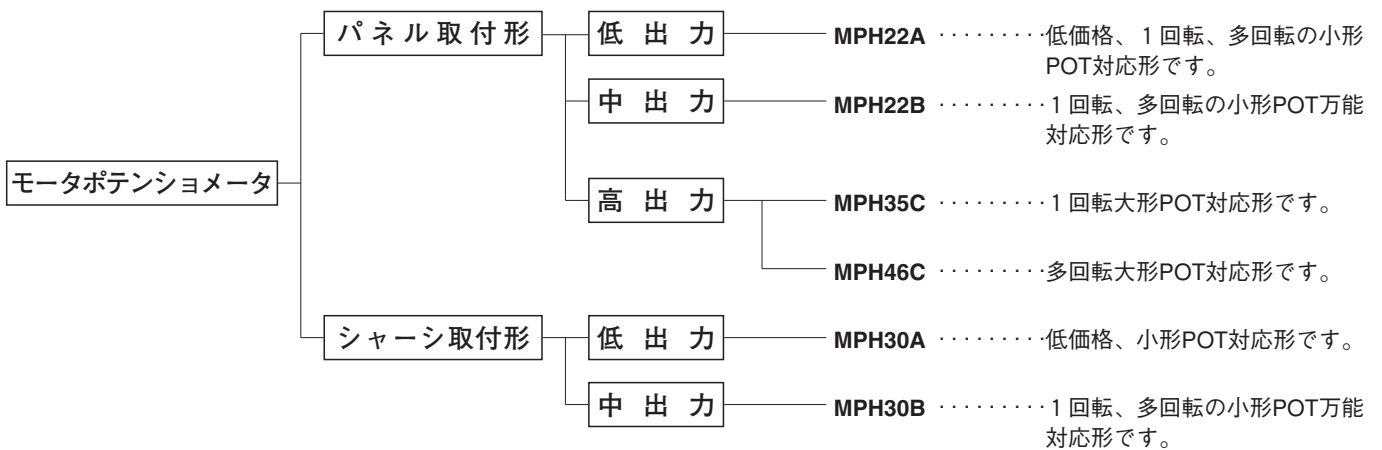 パネル取付形 低出力 MPH22A ・・・・・・・・・低価格、1回転、多回転の小形
POT対応形です。
中出力 MPH22B ・・・・・・・・・1回転、多回転の小形POT万能
対応形です。
モータポテンショメータ
高出力 MPH35C ・・・・・・・・・1回転大形POT対応形です。
MPH46C ・・・・・・・・・多回転大形POT対応形です。
シャーシ取付形 低出力 MPH30A ・・・・・・・・・低価格、小形POT対応形です。
中出力 MPH30B ・・・・・・・・・1回転、多回転の小形POT万能
対応形です。